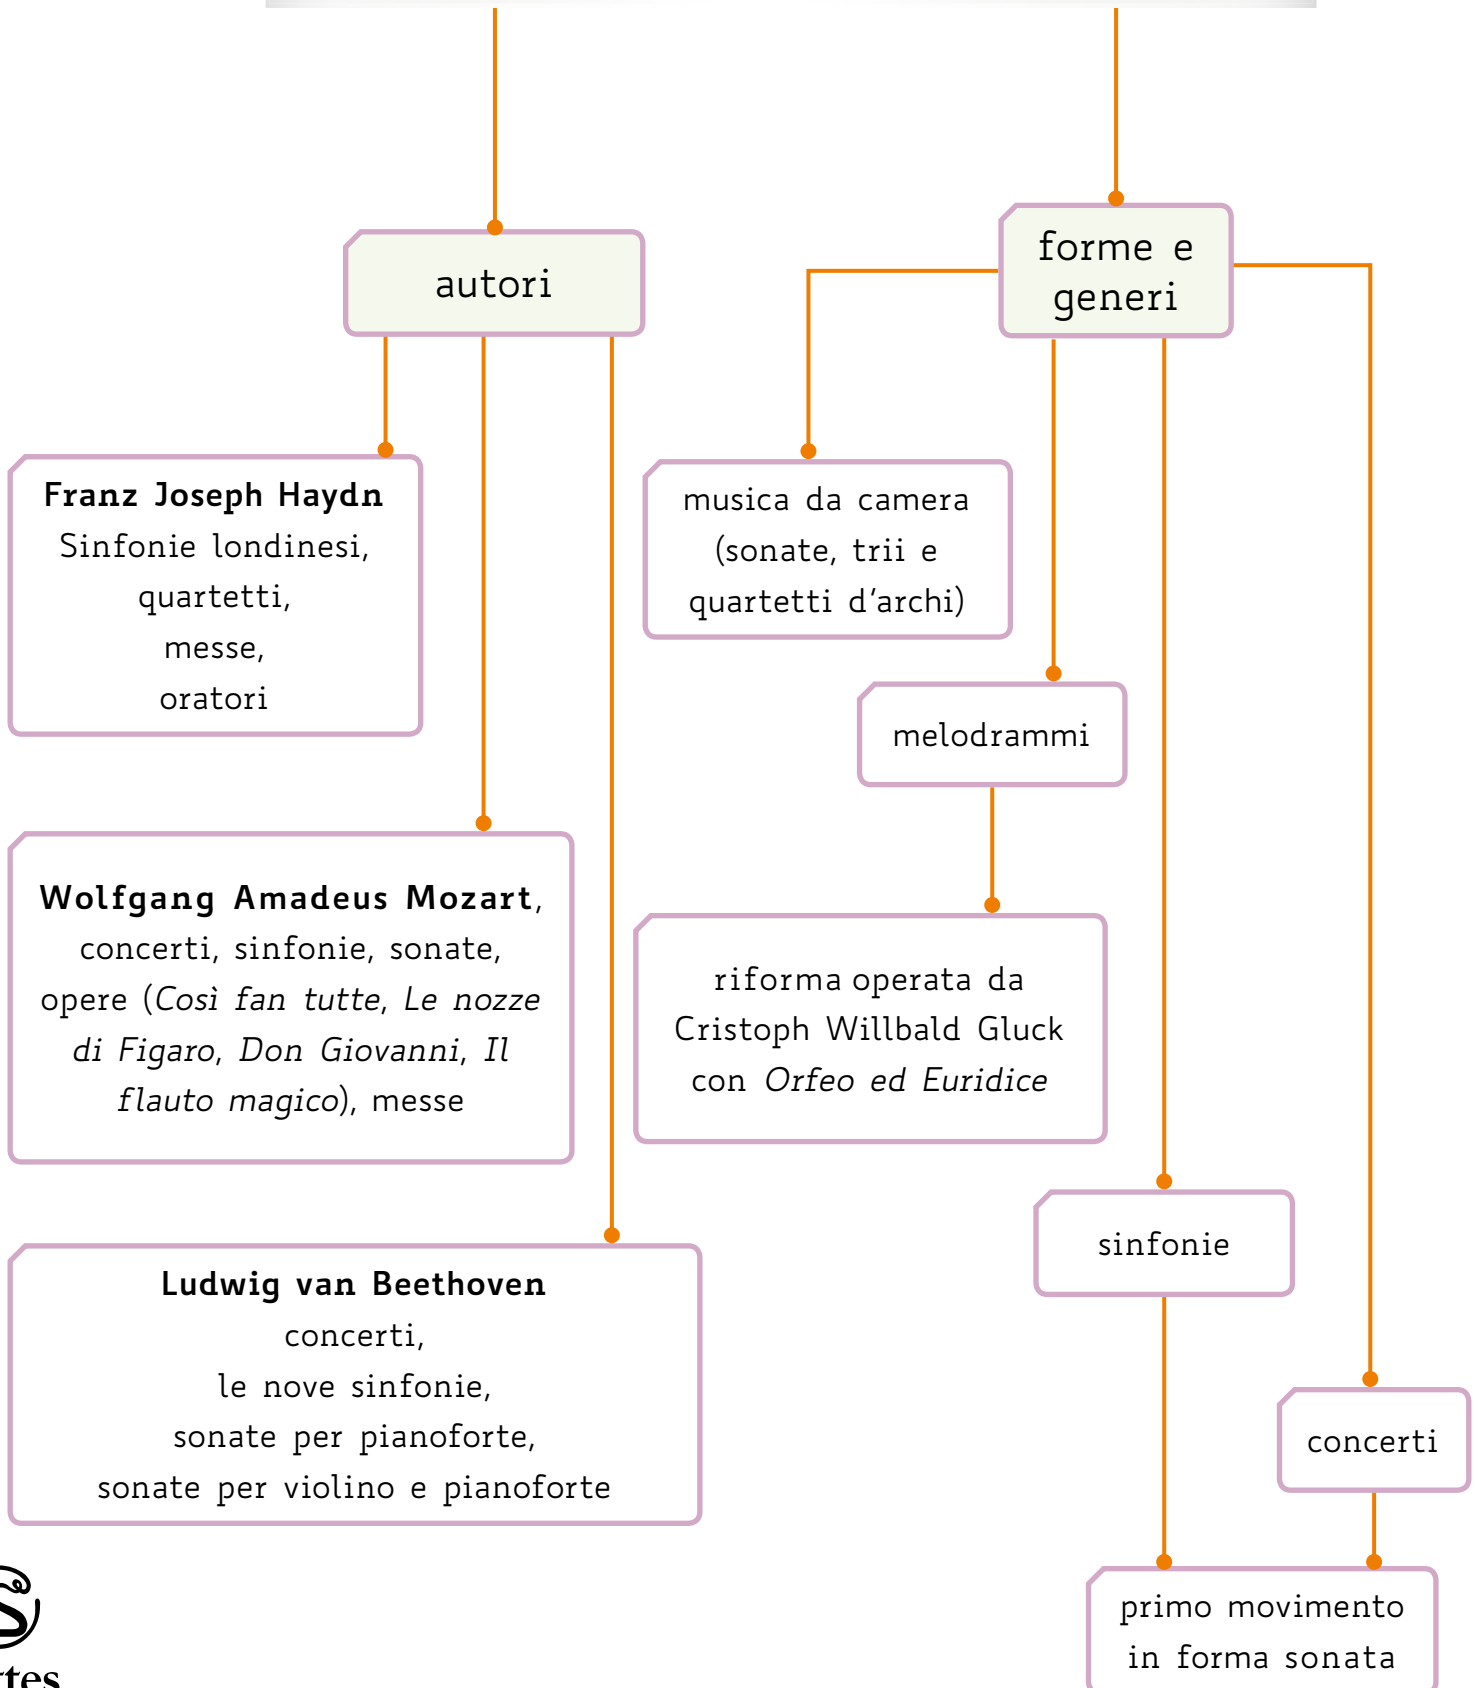 autori
forme e
generi
Franz Joseph Haydn
Sinfonie londinesi,
quartetti,
messe,
oratori
musica da camera
(sonate, trii e
quartetti d’archi)
melodrammi
Wolfgang Amadeus Mozart,
concerti, sinfonie, sonate,
opere (Così fan tutte, Le nozze
di Figaro, Don Giovanni, Il
flauto magico), messe
riforma operata da
Cristoph Willbald Gluck
con Orfeo ed Euridice
sinfonie
Ludwig van Beethoven
concerti,
le nove sinfonie,
sonate per pianoforte,
sonate per violino e pianoforte
concerti
primo movimento
in forma sonata